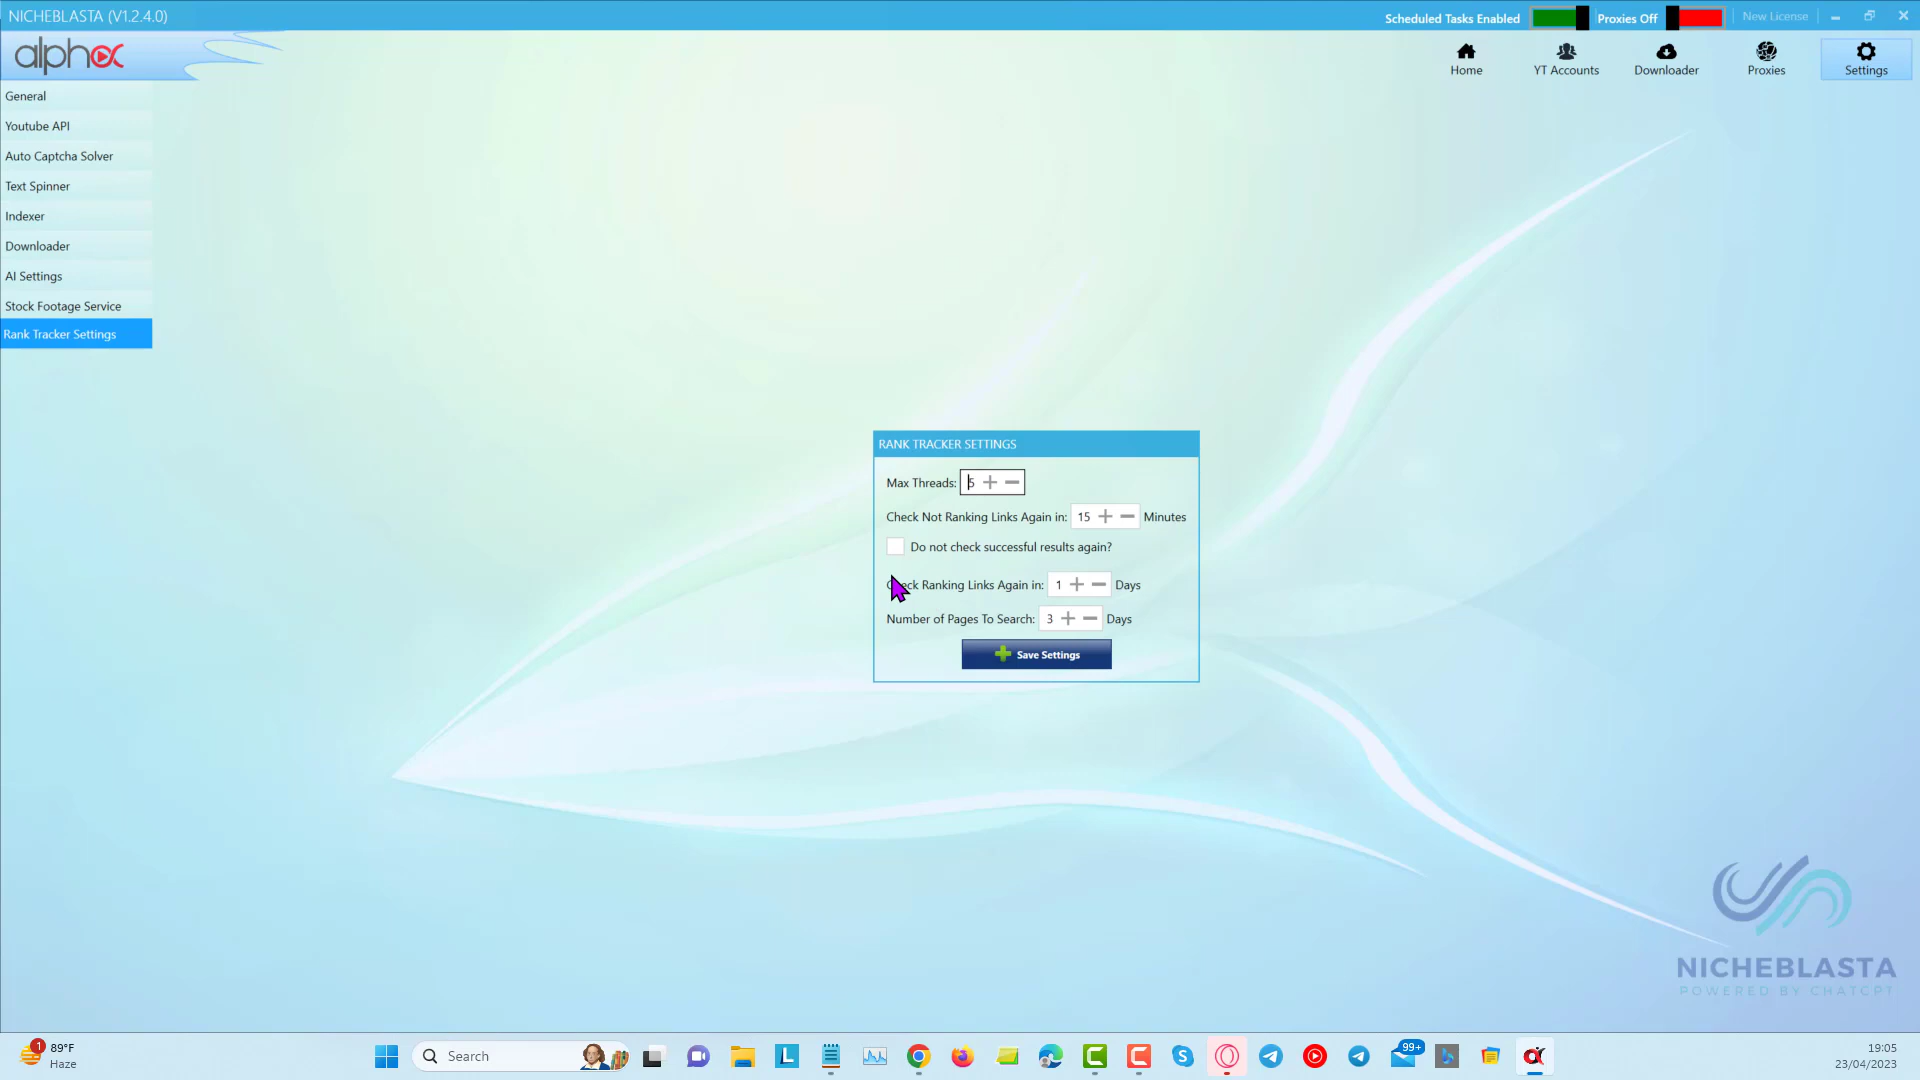 NICHEBLASTA (V1.2.4.0)
Scheduled Tasks Enabled
Proxies Off
New License
alpha
Home
YT Accounts
Downloader
Proxies
Settings
General
Youtube API
Auto Captcha Solver
Text Spinner
Indexer
Downloader
AI Settings
Stock Footage Service
Rank Tracker Settings
RANK TRACKER SETTINGS
Max Threads: 5
Check Not Ranking Links Again in: 15 Minutes
Do not check successful results again?
Check Ranking Links Again in: 1 Days
Number of Pages To Search: 3 Days
Save Settings
NICHEBLASTA
POWERED BY CHATCPT
1
89°F
Haze
Search
L
99+
19:05
23/04/2023